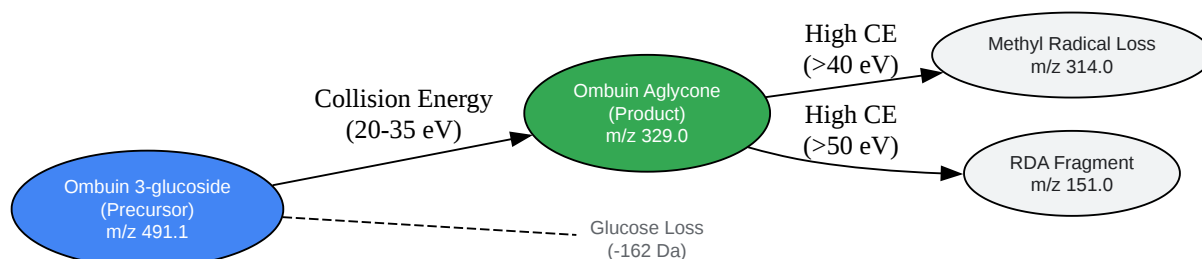 Ombuin 3-glucoside
(Precursor)
m/z 491.1
Collision Energy
(20-35 eV)
Glucose Loss
(-162 Da)
Ombuin Aglycone
(Product)
m/z 329.0
High CE
(>40 eV)
High CE
(>50 eV)
Methyl Radical Loss
m/z 314.0
RDA Fragment
m/z 151.0